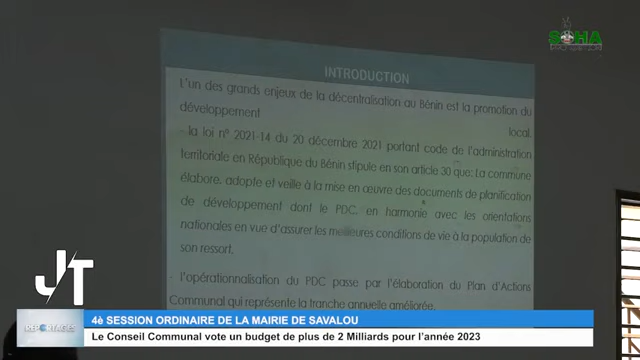 SOHA
INTRODUCTION
L'un des grands enjeux de la décentralisation au Bénin est la promotion du
développement local.
- la loi n° 2021-14 du 20 décembre 2021 portant code de l'administration
territoriale en République du Bénin stipule en son article 30 que: La commune
élabore, adopte et veille à la mise en œuvre des documents de planification
de développement dont le PDC, en harmonie avec les orientations
nationales en vue d'assurer les meilleures conditions de vie à la population de
son ressort.
- l'opérationnalisation du PDC passe par l'élaboration du Plan d'Actions
Communal qui représente la tranche annuelle améliorée.
JT
REPORTAGES
4è SESSION ORDINAIRE DE LA MAIRIE DE SAVALOU
Le Conseil Communal vote un budget de plus de 2 Milliards pour l'année 2023